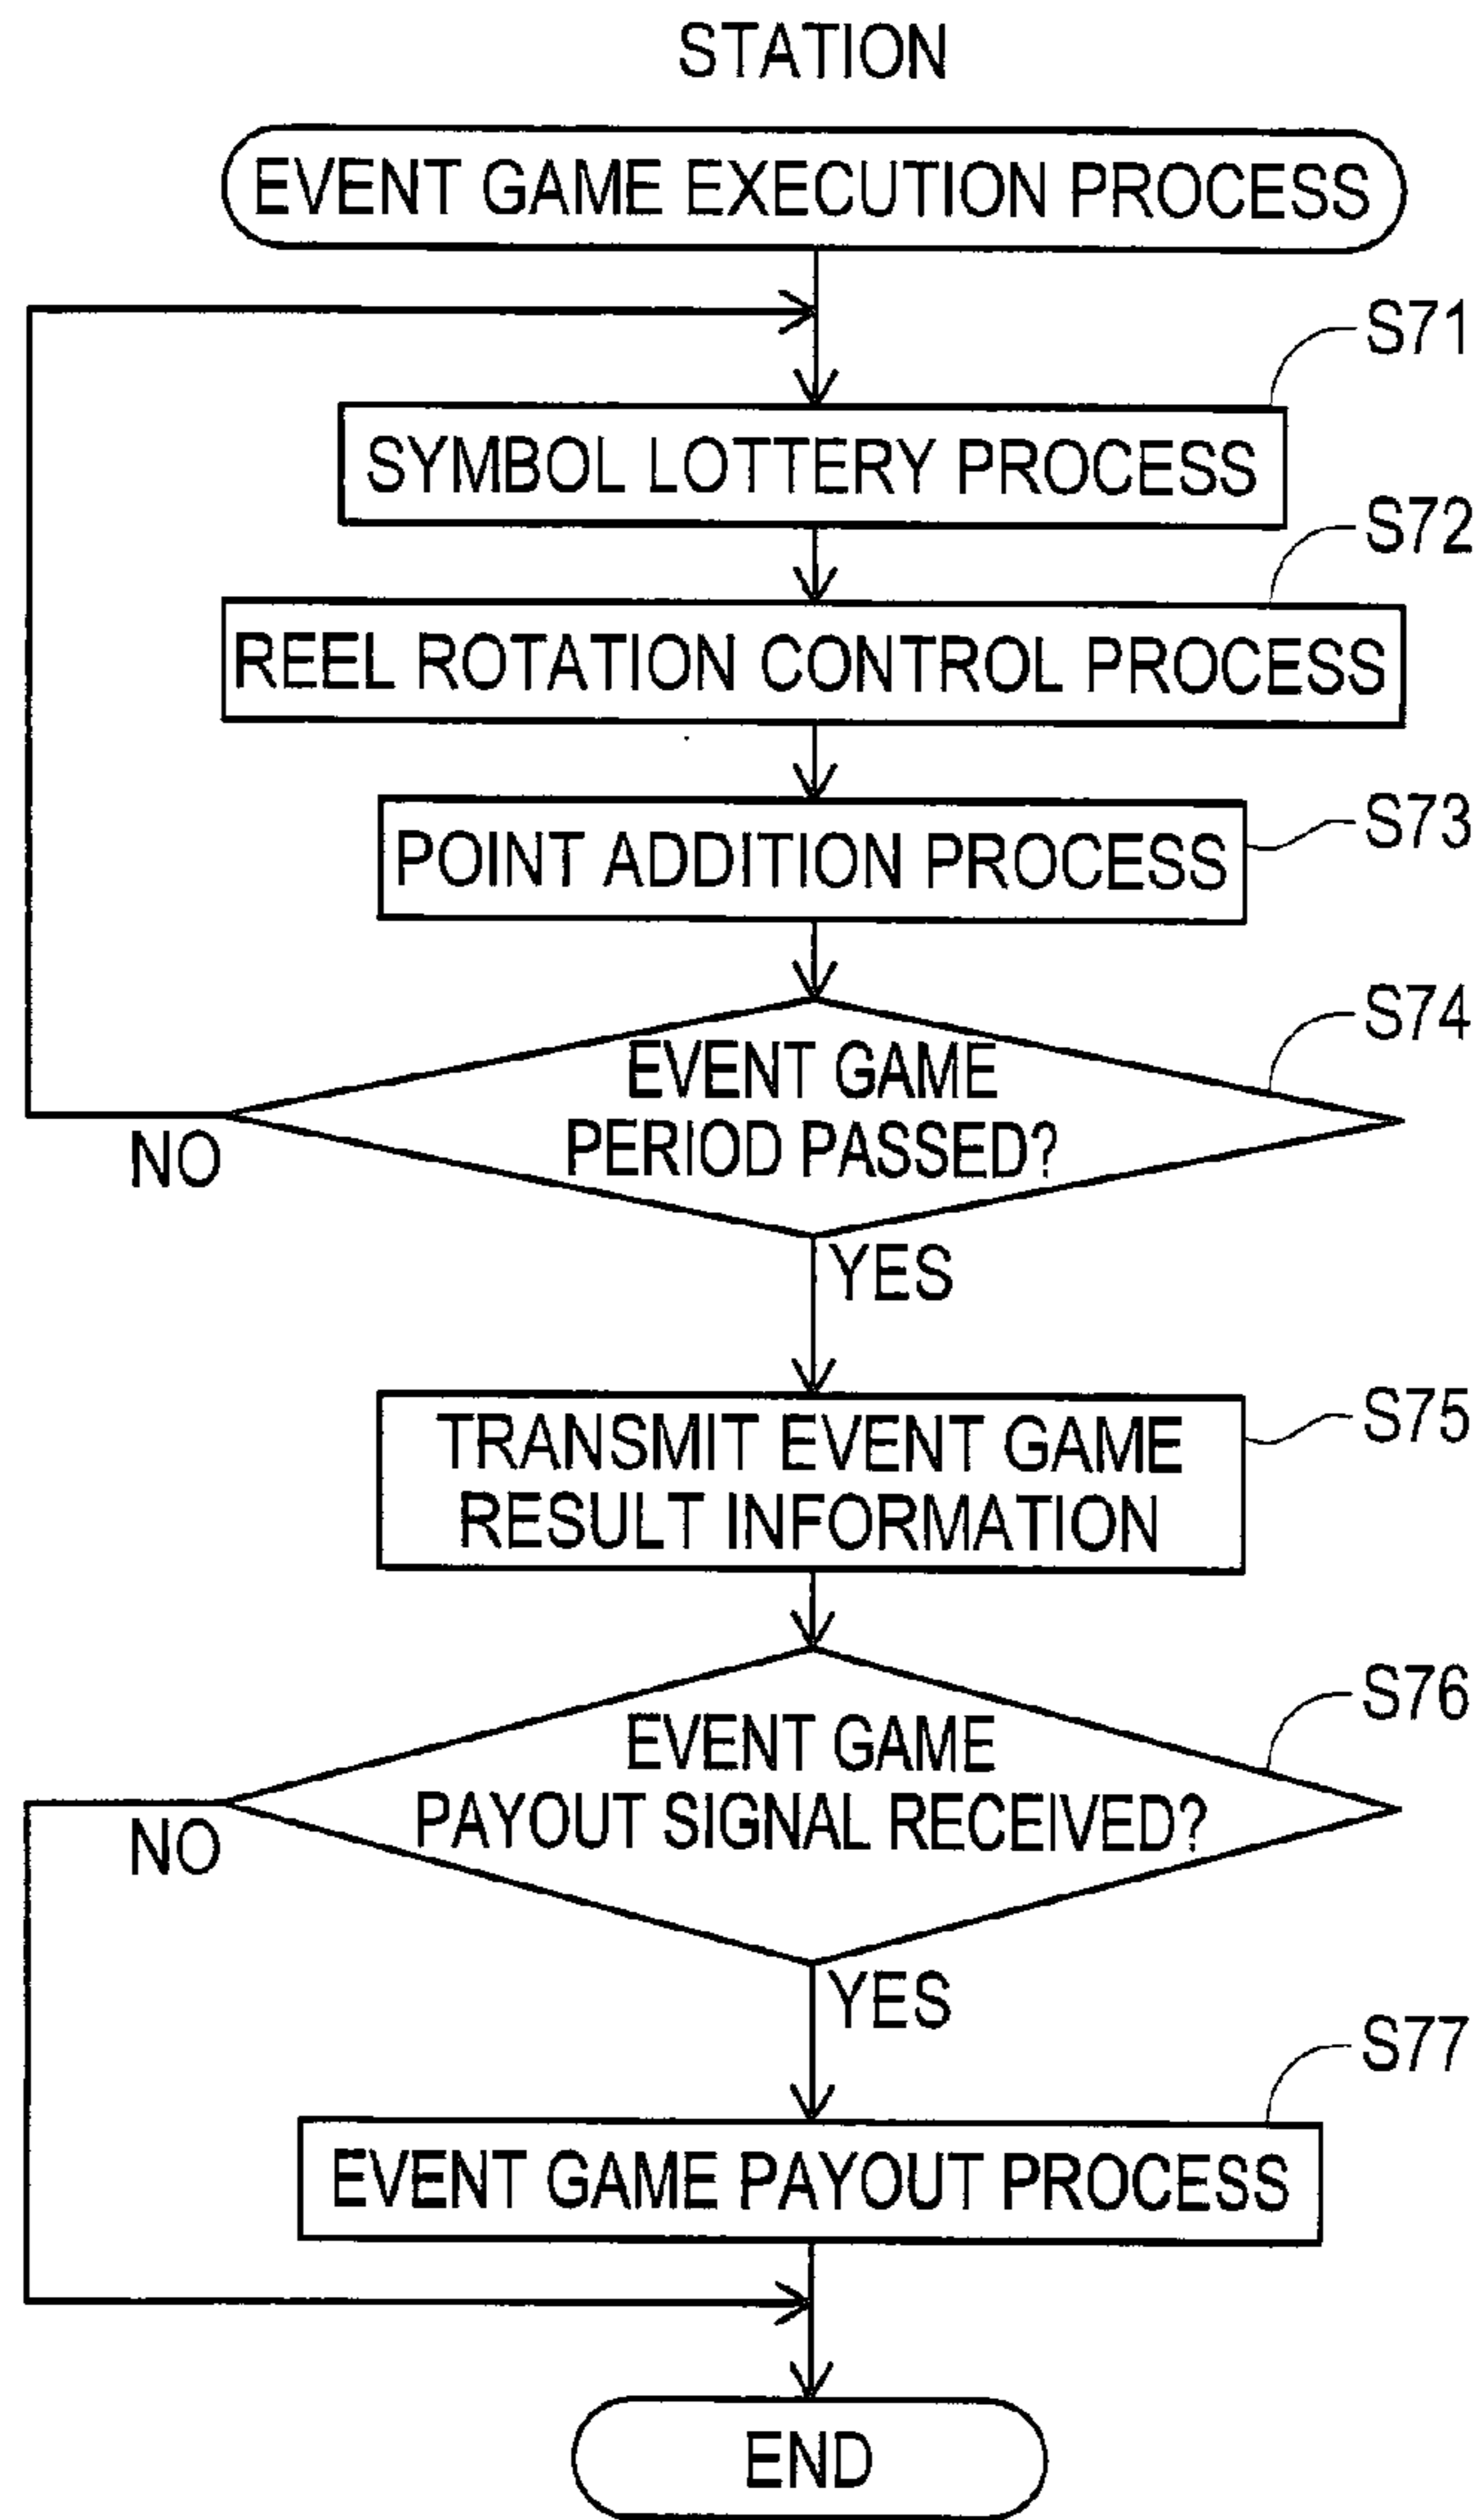 STATION
EVENT GAME EXECUTION PROCESS
S71
SYMBOL LOTTERY PROCESS
S72
REEL ROTATION CONTROL PROCESS
S73
POINT ADDITION PROCESS
S74
EVENT GAME
PERIOD PASSED?
NO
YES
S75
TRANSMIT EVENT GAME
RESULT INFORMATION
S76
EVENT GAME
PAYOUT SIGNAL RECEIVED?
NO
YES
S77
EVENT GAME PAYOUT PROCESS
END